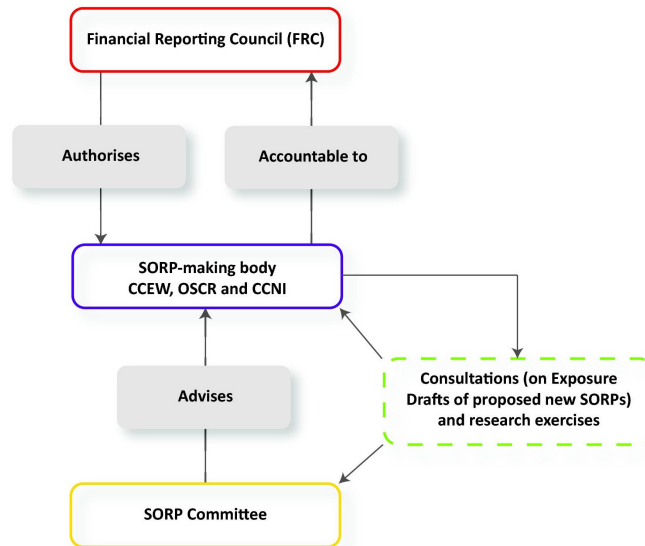 Financial Reporting Council (FRC)
Authorises
Accountable to
SORP-making body
CCEW, OSCR and CCNI
Advises
Consultations (on Exposure
Drafts of proposed new SORPs)
and research exercises
SORP Committee